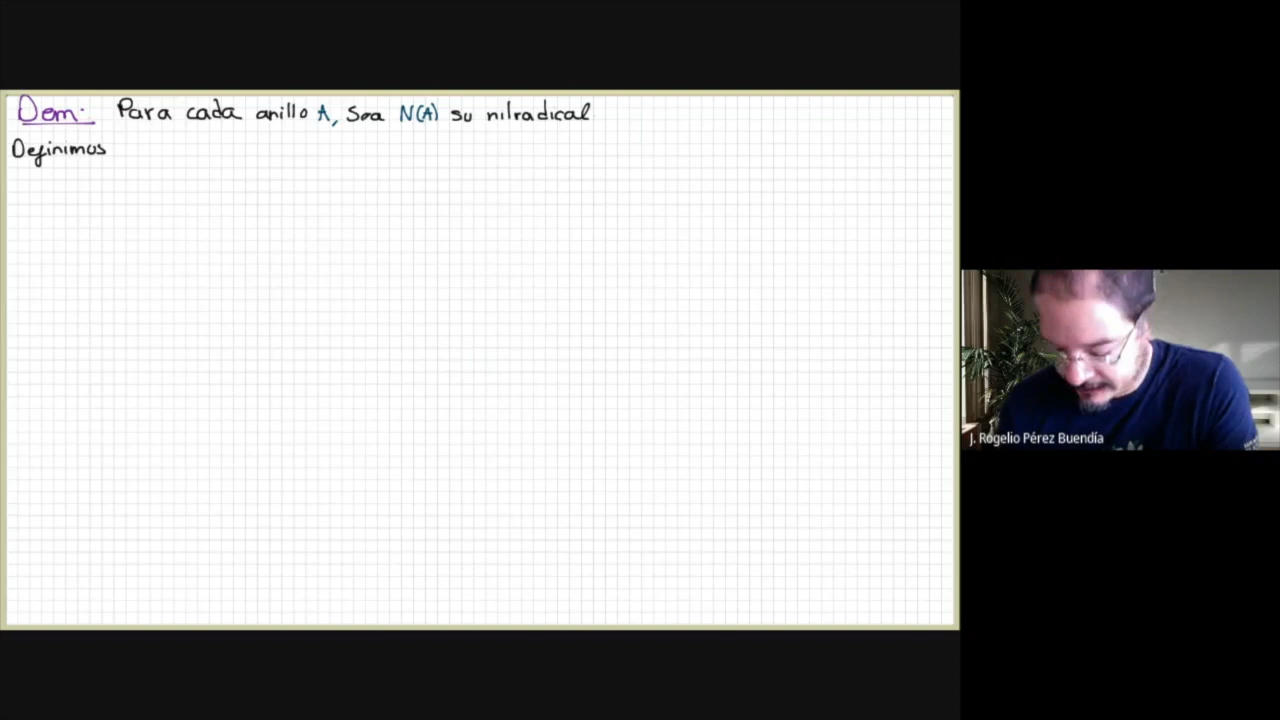 Dem: Para cada anillo A, Sea N(A) su nilradical
Definimos
J. Rogelio Pérez Buendía